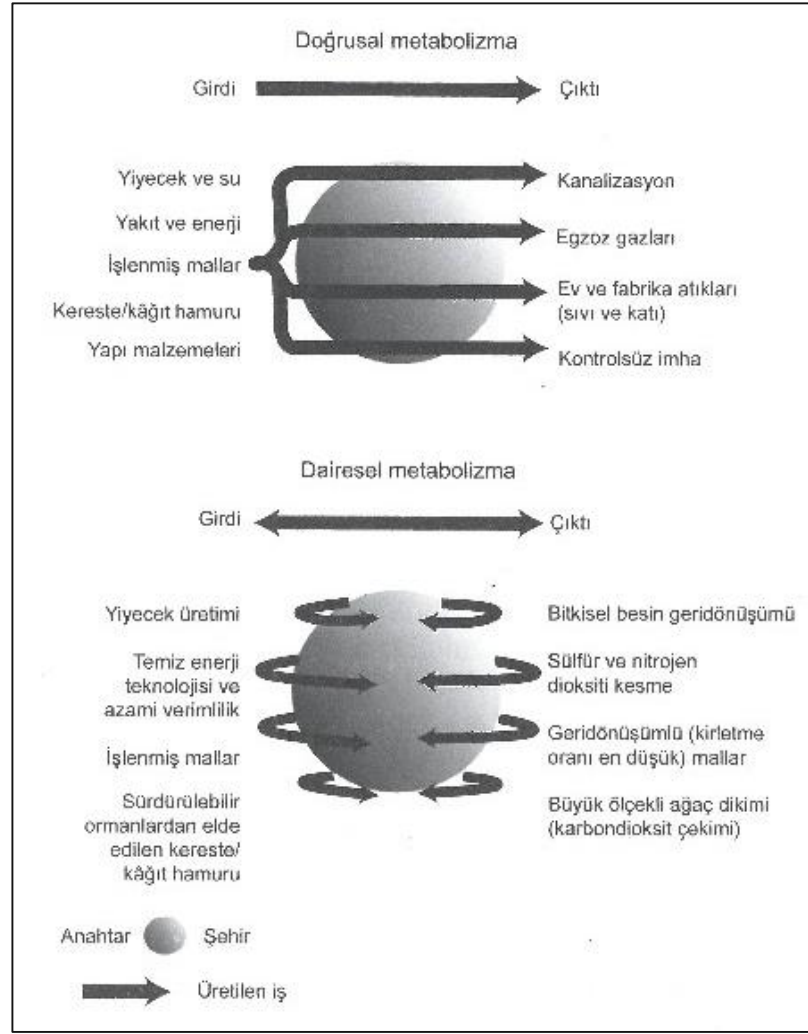 Doğrusal metabolizma
Girdi
Çıktı
Yiyecek ve su
Yakıt ve enerji
İşlenmiş mallar
Kereste/kâğıt hamuru
Yapı malzemeleri
Kanalizasyon
Egzoz gazları
Ev ve fabrika atıkları
(sıvı ve katı)
Kontrolsüz imha
Dairesel metabolizma
Girdi
Çıktı
Yiyecek üretimi
Temiz enerji
teknolojisi ve
azami verimlilik
İşlenmiş mallar
Sürdürülebilir
ormanlardan elde
edilen kereste/
kâğıt hamuru
Bitkisel besin geridönüşümü
Sülfür ve nitrojen
dioksiti kesme
Geridönüşümlü (kirletme
oranı en düşük) mallar
Büyük ölçekli ağaç dikimi
(karbondioksit çekimi)
Anahtar
Şehir
Üretilen iş